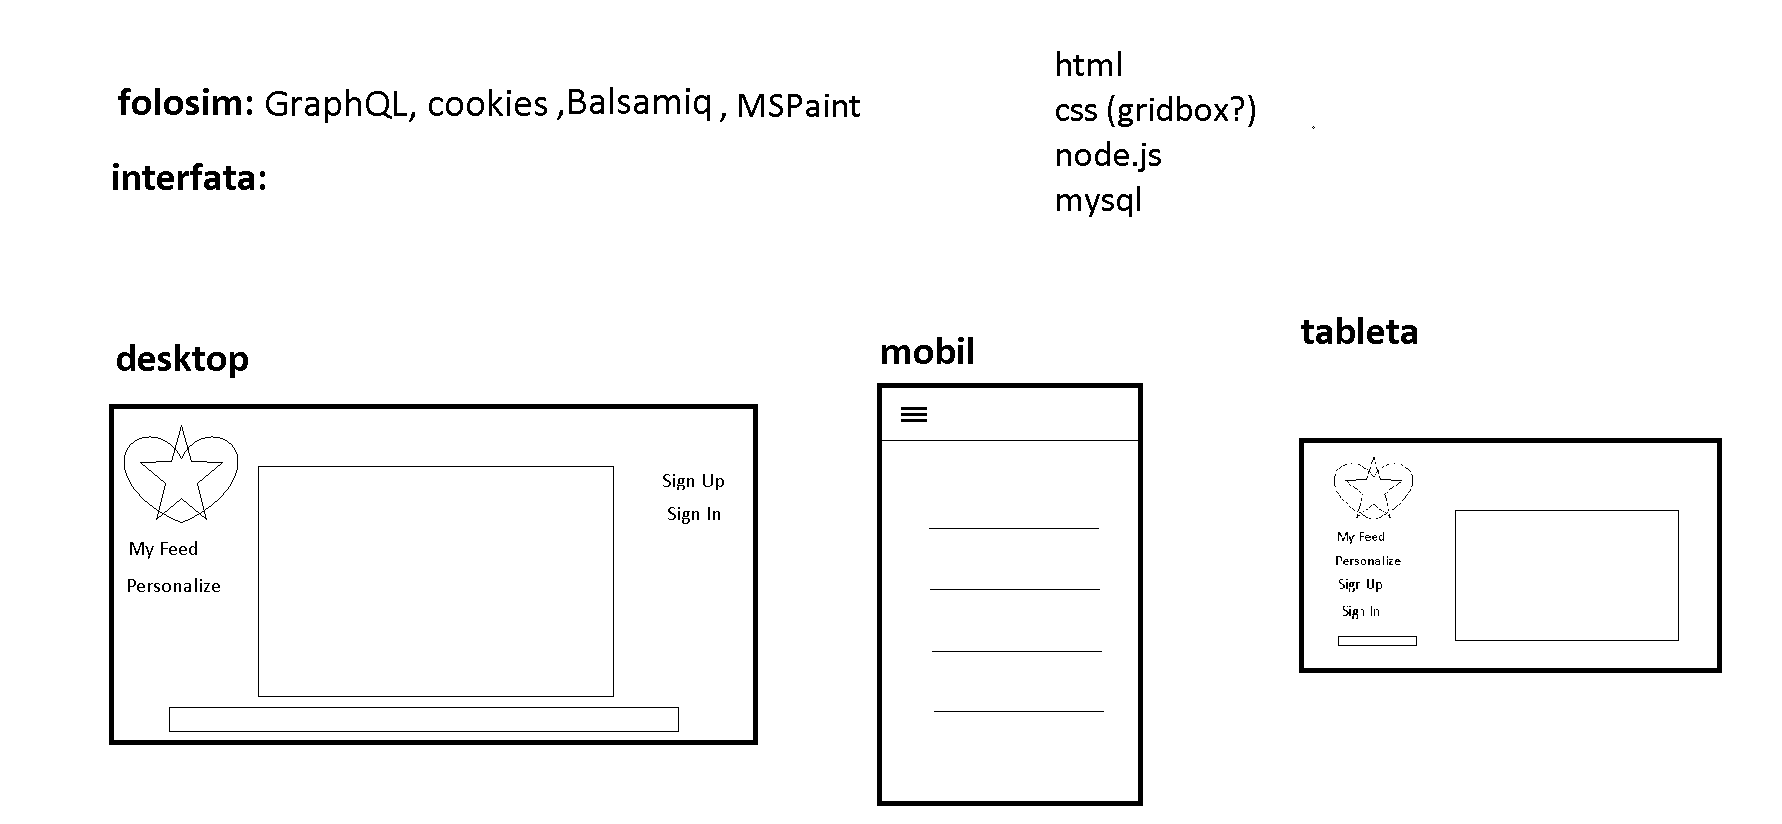 folosim: GraphQL, cookies ,Balsamiq , MSPaint
interfata:
html
css (gridbox?)
node.js
mysql
desktop
My Feed
Personalize
Sign Up
Sign In
mobil
tableta
My Feed
Personalize
Sign Up
Sign In